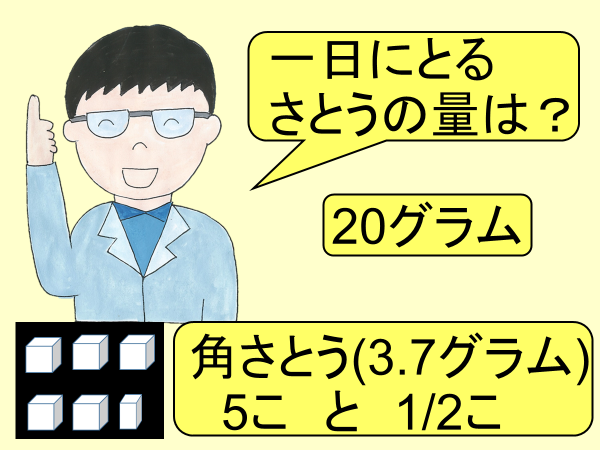 一日にとる
さとうの量は？
20グラム
角さとう(3.7グラム)
5こ　と　1/2こ